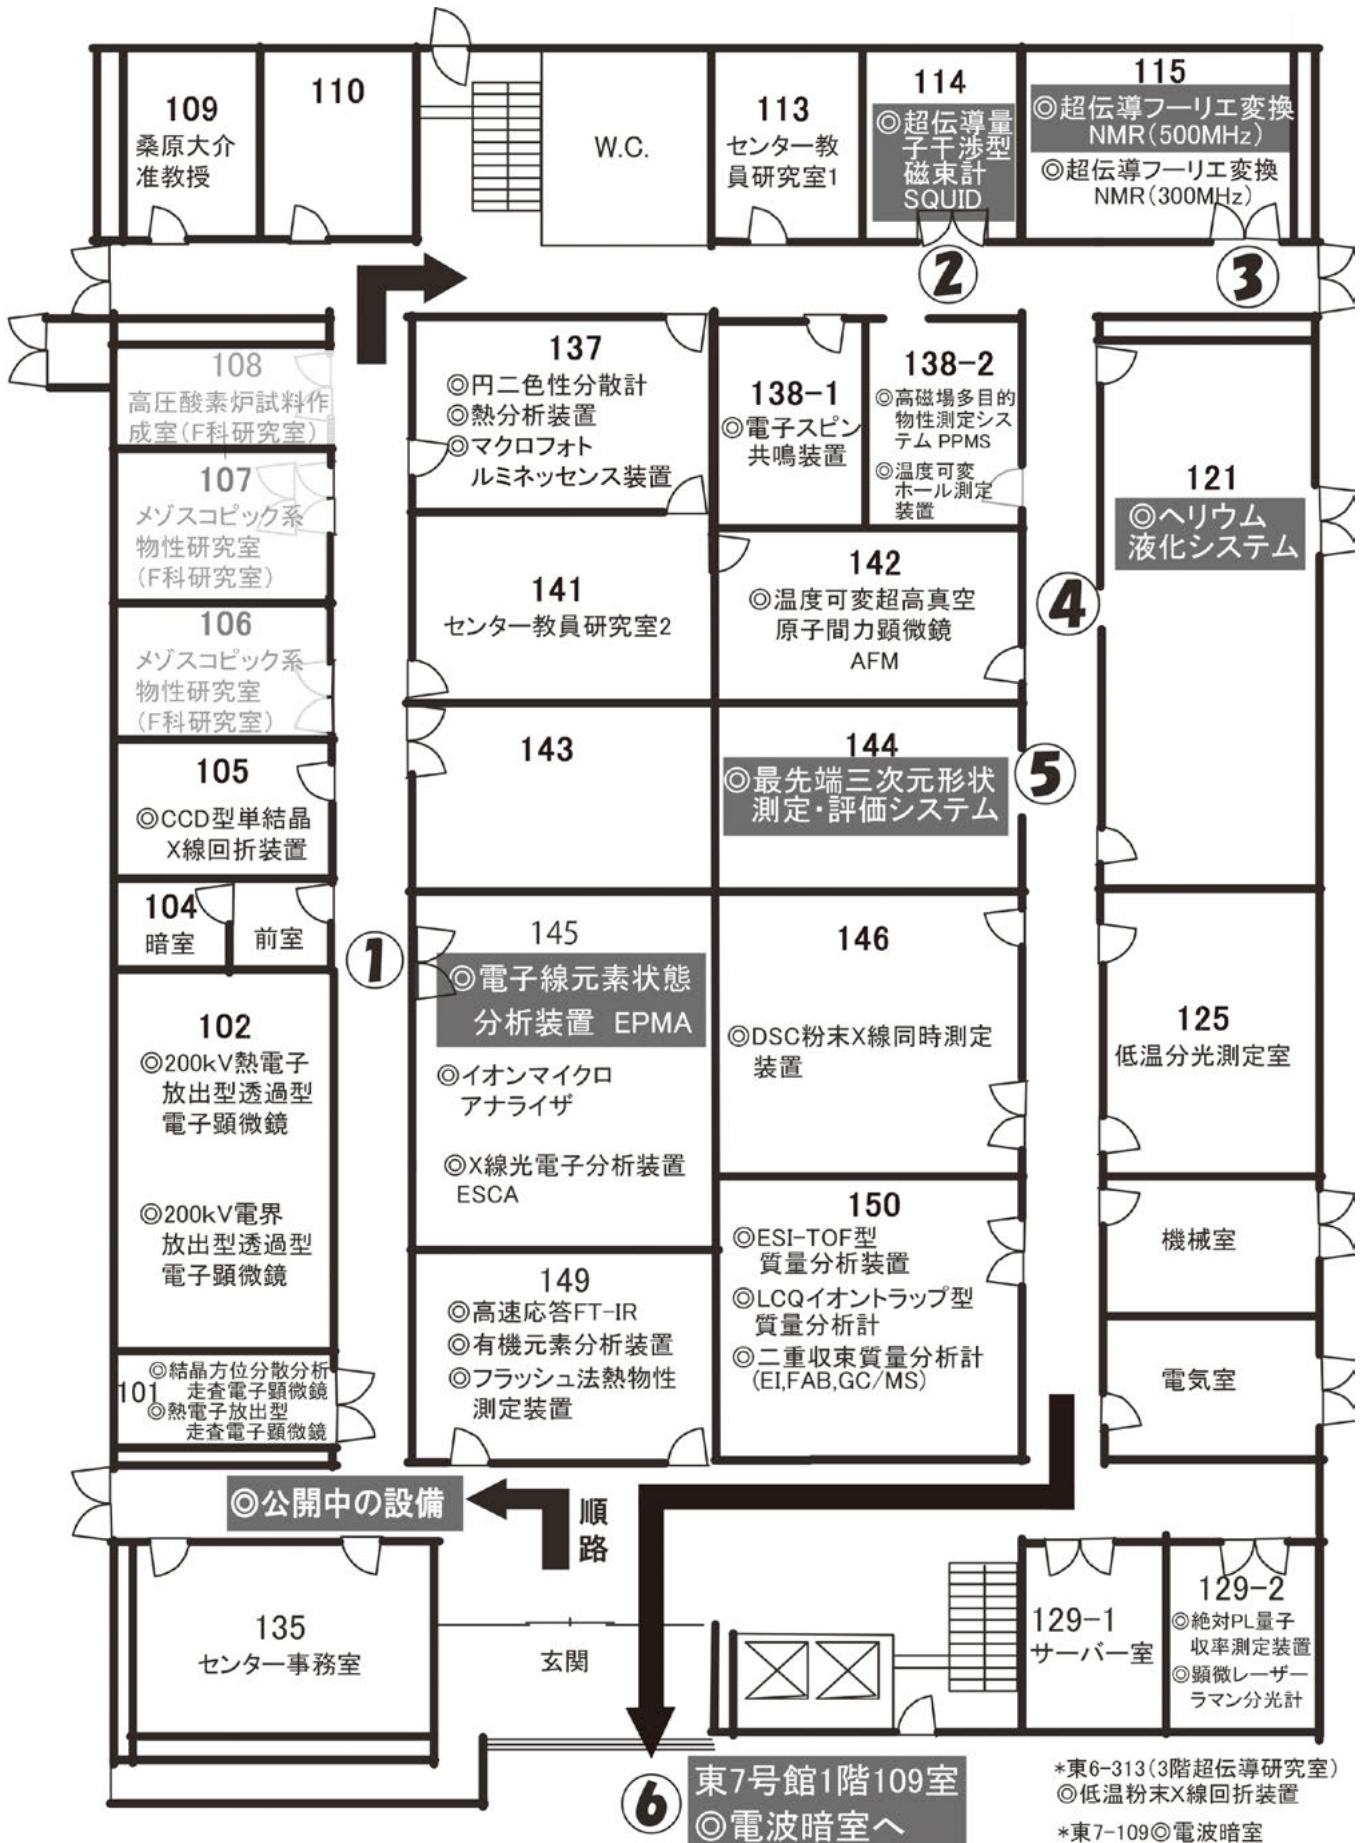 109
桑原大介
准教授
110
W.C.
113
センター教
員研究室1
114
◎超伝導量
子干渉型
磁束計
SQUID
115
◎超伝導フーリエ変換
NMR(500MHz)
◎超伝導フーリエ変換
NMR(300MHz)
2
3
108
高圧酸素炉試料作
成室(F科研究室)
107
メゾスコピック系
物性研究室
(F科研究室)
106
メゾスコピック系
物性研究室
(F科研究室)
105
◎CCD型単結晶
X線回折装置
104
暗室
前室
102
◎200kV熱電子
放出型透過型
電子顕微鏡
◎200kV電界
放出型透過型
電子顕微鏡
101
◎結晶方位分散分析
走査電子顕微鏡
◎熱電子放出型
走査電子顕微鏡
1
137
◎円二色性分散計
◎熱分析装置
◎マクロフォト
ルミネッセンス装置
138-1
◎電子スピン
共鳴装置
138-2
◎高磁場多目的
物性測定シス
テム PPMS
◎温度可変
ホール測定
装置
141
センター教員研究室2
142
◎温度可変超高真空
原子間力顕微鏡
AFM
143
144
◎最先端三次元形状
測定・評価システム
4
5
121
◎ヘリウム
液化システム
145
◎電子線元素状態
分析装置 EPMA
◎イオンマイクロ
アナライザ
◎X線光電子分析装置
ESCA
146
◎DSC粉末X線同時測定
装置
125
低温分光測定室
149
◎高速応答FT-IR
◎有機元素分析装置
◎フラッシュ法熱物性
測定装置
150
◎ESI-TOF型
質量分析装置
◎LCQイオントラップ型
質量分析計
◎二重収束質量分析計
(EI,FAB,GC/MS)
機械室
電気室
◎公開中の設備
順
路
135
センター事務室
玄関
129-1
サーバー室
129-2
◎絶対PL量子
収率測定装置
◎顕微レーザー
ラマン分光計
6
東7号館1階109室
◎電波暗室へ
*東6-313(3階超伝導研究室)
◎低温粉末X線回折装置
*東7-109◎電波暗室